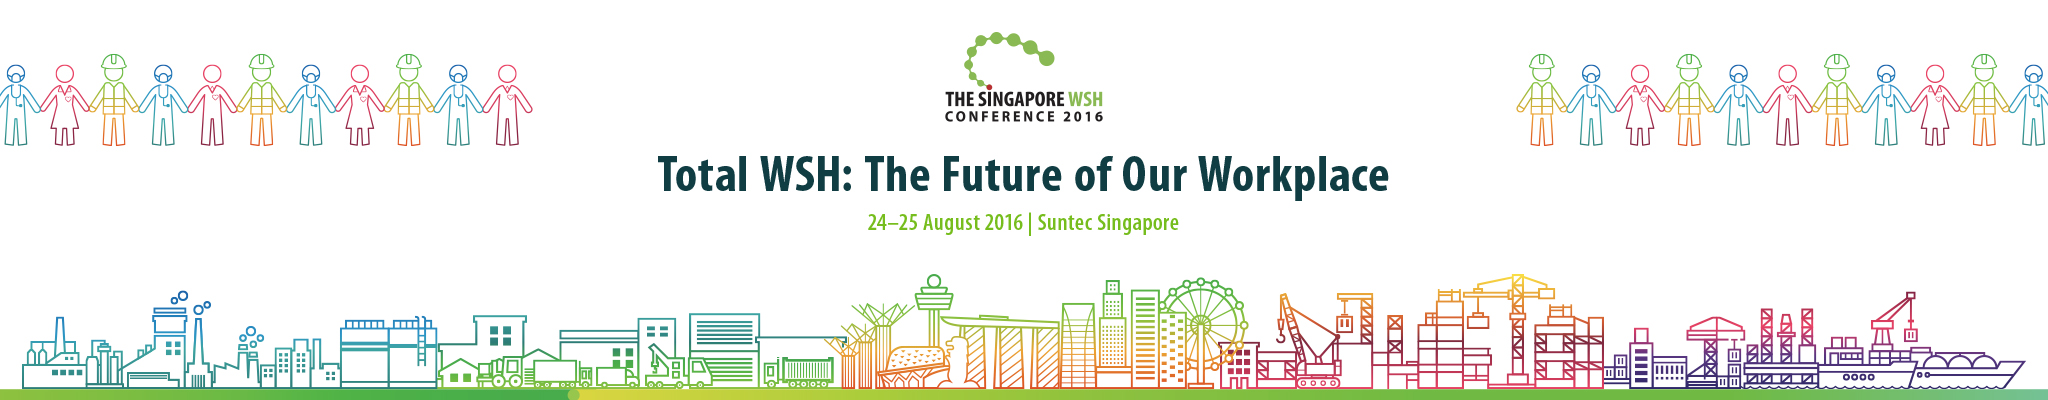 THE SINGAPORE WSH
CONFERENCE 2016
Total WSH: The Future of Our Workplace
24–25 August 2016 | Suntec Singapore